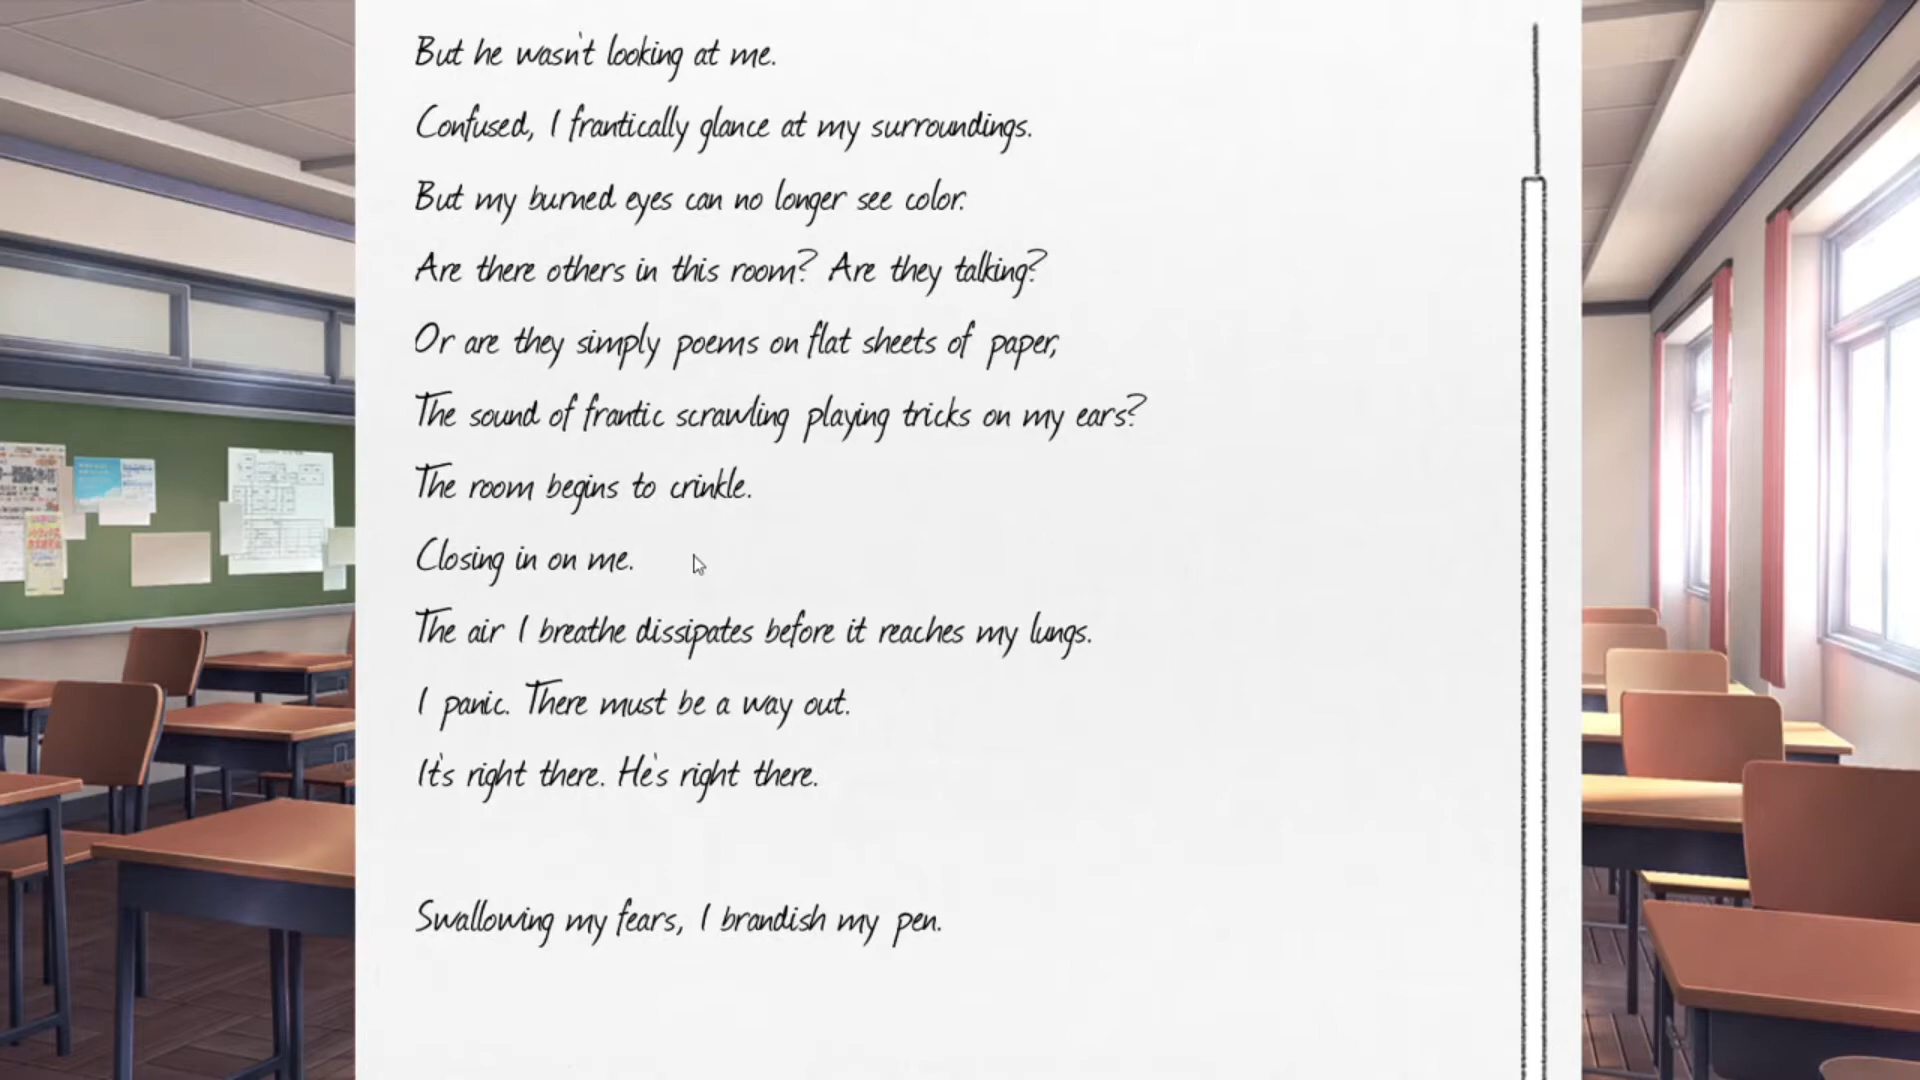 But he wasn't looking at me.
Confused, I frantically glance at my surroundings.
But my burned eyes can no longer see color.
Are there others in this room? Are they talking?
Or are they simply poems on flat sheets of paper,
The sound of frantic scrawling playing tricks on my ears?
The room begins to crinkle.
Closing in on me.
The air I breathe dissipates before it reaches my lungs.
I panic. There must be a way out.
It's right there. He's right there.
Swallowing my fears, I brandish my pen.